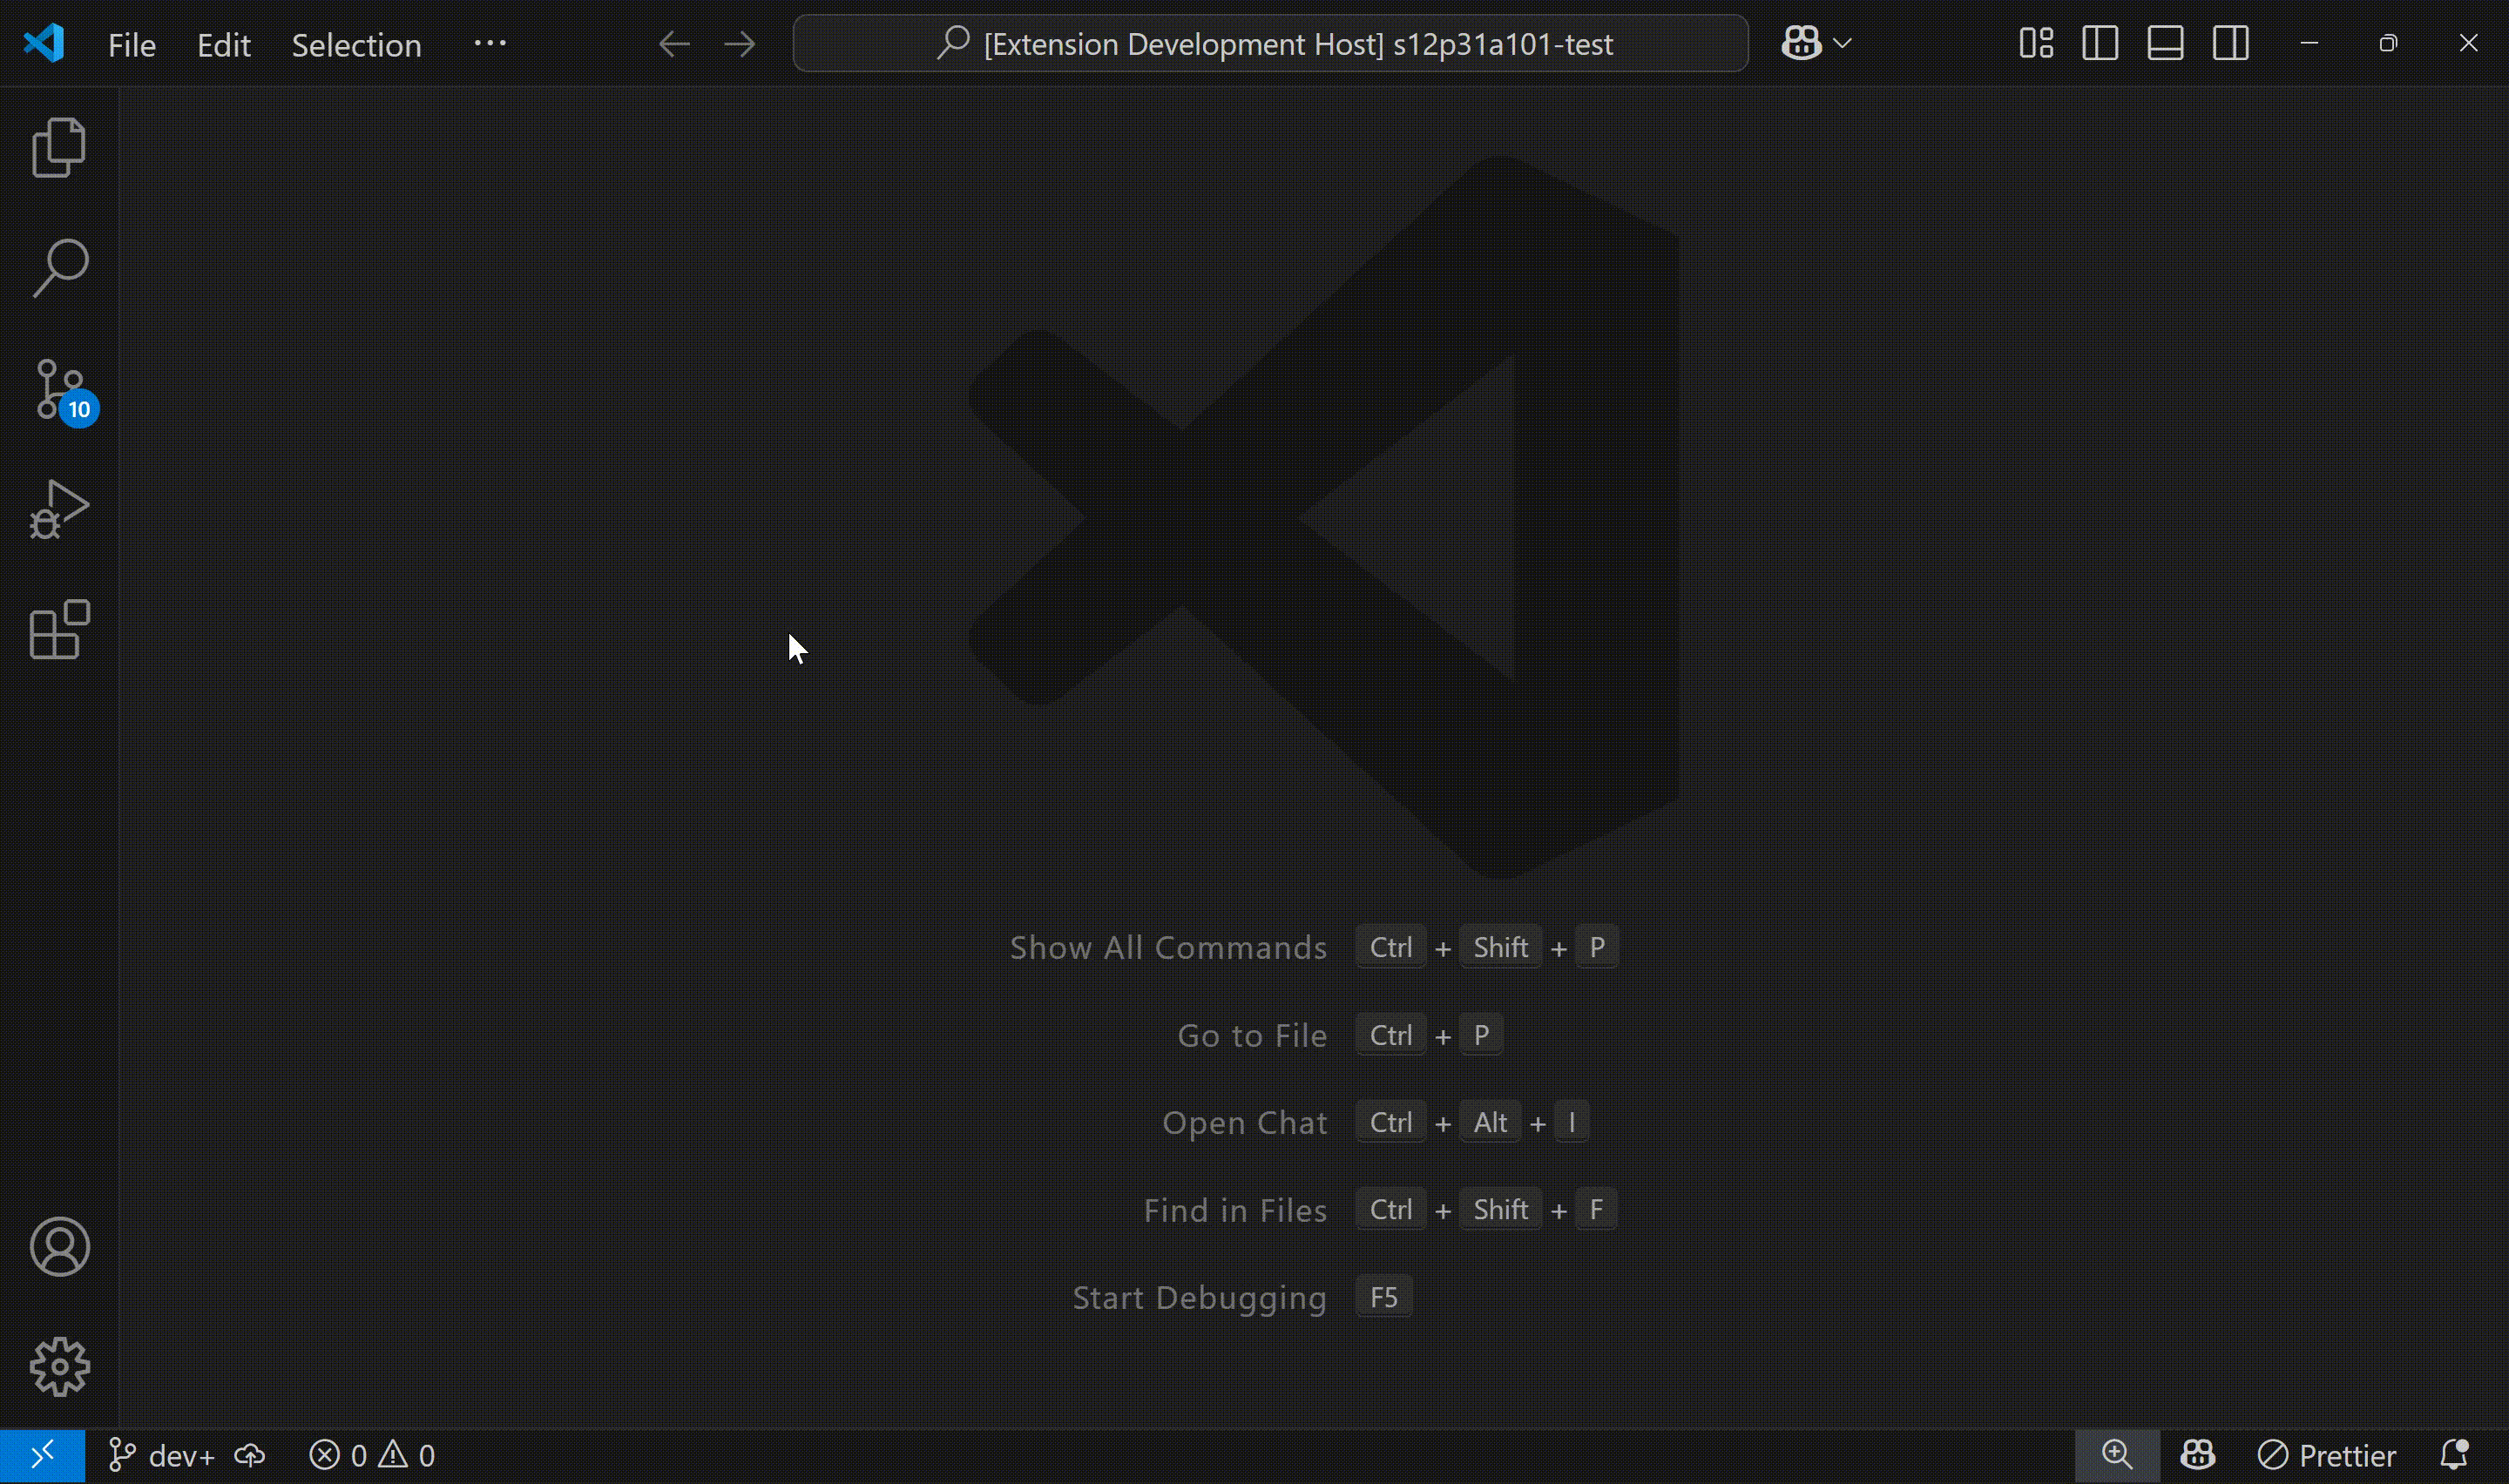 File Edit Selection ··· [Extension Development Host] s12p31a101-test
10
Show All Commands Ctrl + Shift + P
Go to File Ctrl + P
Open Chat Ctrl + Alt + I
Find in Files Ctrl + Shift + F
Start Debugging F5
dev+ 0 0 Prettier